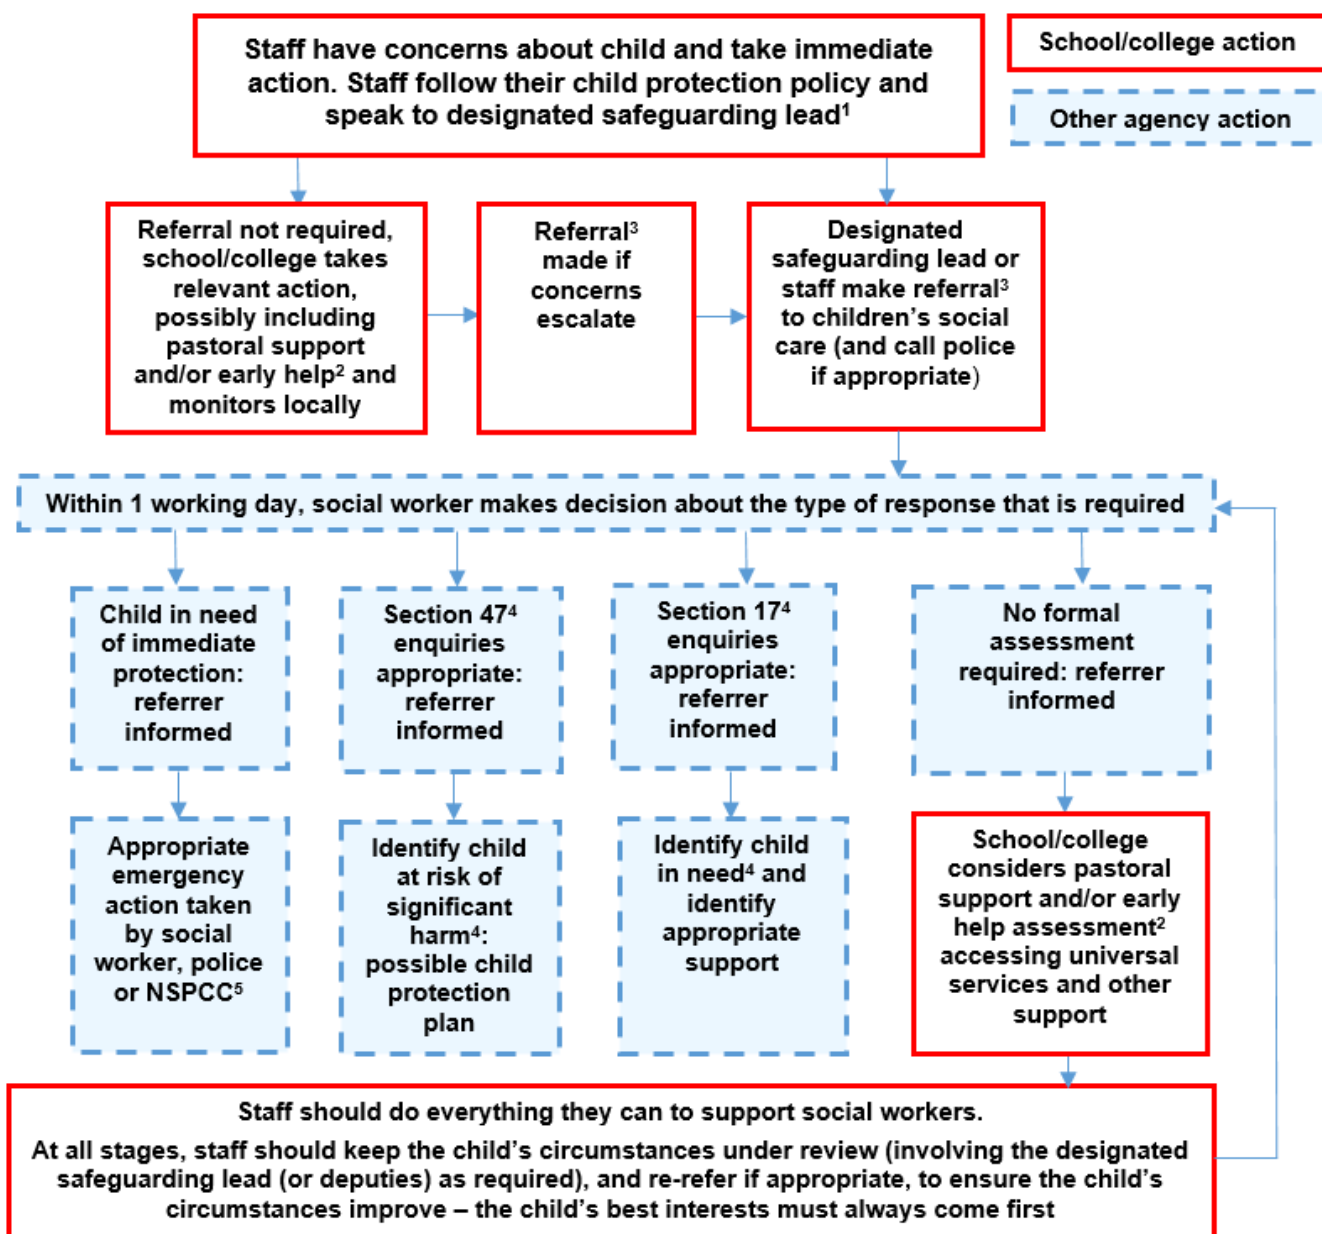 Staff have concerns about child and take immediate
action. Staff follow their child protection policy and
speak to designated safeguarding lead¹
School/college action
Other agency action
Referral not required,
school/college takes
relevant action,
possibly including
pastoral support
and/or early help² and
monitors locally
Referral³
made if
concerns
escalate
Designated
safeguarding lead or
staff make referral³
to children’s social
care (and call police
if appropriate)
Within 1 working day, social worker makes decision about the type of response that is required
Child in need
of immediate
protection:
referrer
informed
Section 47⁴
enquiries
appropriate:
referrer
informed
Section 17⁴
enquiries
appropriate:
referrer
informed
No formal
assessment
required: referrer
informed
Appropriate
emergency
action taken
by social
worker, police
or NSPCC⁵
Identify child
at risk of
significant
harm⁴:
possible child
protection
plan
Identify child
in need⁴ and
identify
appropriate
support
School/college
considers pastoral
support and/or early
help assessment²
accessing universal
services and other
support
Staff should do everything they can to support social workers.
At all stages, staff should keep the child’s circumstances under review (involving the designated
safeguarding lead (or deputies) as required), and re-refer if appropriate, to ensure the child’s
circumstances improve – the child’s best interests must always come first